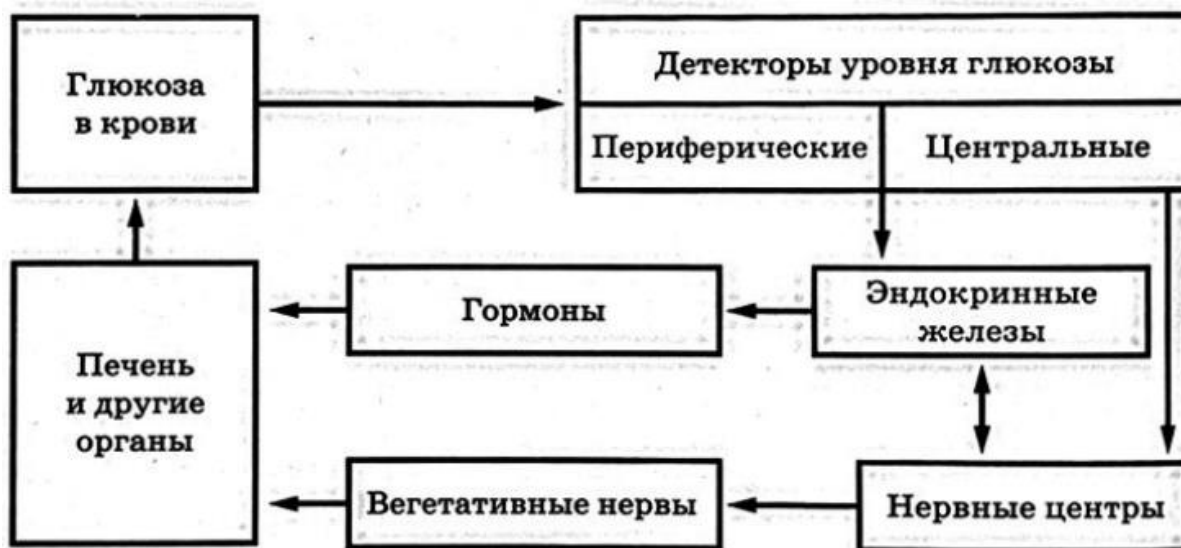 Глюкоза
в крови
Детекторы уровня глюкозы
Периферические
Центральные
Гормоны
Эндокринные
железы
Печень
и другие
органы
Вегетативные нервы
Нервные центры